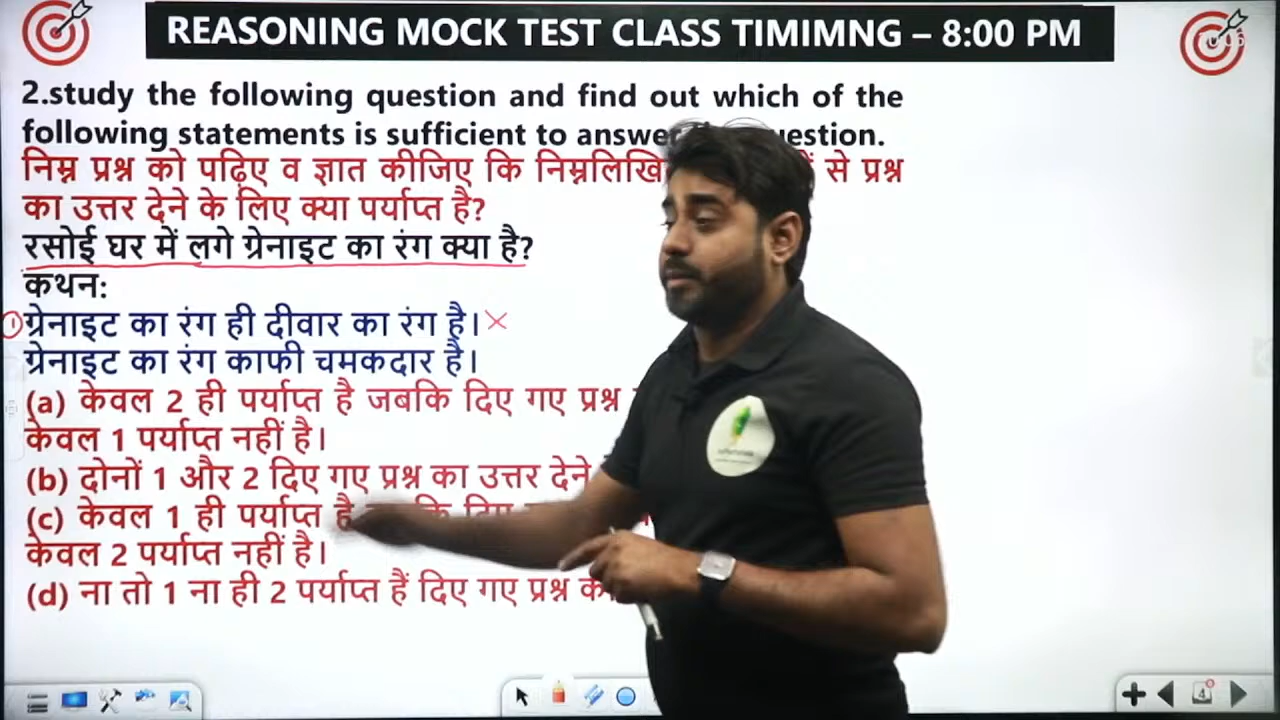 REASONING MOCK TEST CLASS TIMIMNG – 8:00 PM
2.study the following question and find out which of the
following statements is sufficient to answer
निम्न प्रश्न को पढ़िए व ज्ञात कीजिए कि से प्रश्न
का उत्तर देने के लिए क्या पर्याप्त है?
रसोई घर में लगे ग्रेनाइट का रंग क्या है?
कथन:
1 ग्रेनाइट का रंग ही दीवार का रंग है। ×
ग्रेनाइट का रंग काफी चमकदार है।
(a) केवल 2 ही पर्याप्त है जबकि दिए गए प्रश्न
केवल 1 पर्याप्त नहीं है।
(b) दोनों 1 और 2 दिए गए प्रश्न का उत्तर देने
(c) केवल 1 ही पर्याप्त है
केवल 2 पर्याप्त नहीं है।
(d) ना तो 1 ना ही 2 पर्याप्त हैं दिए गए प्रश्न
4